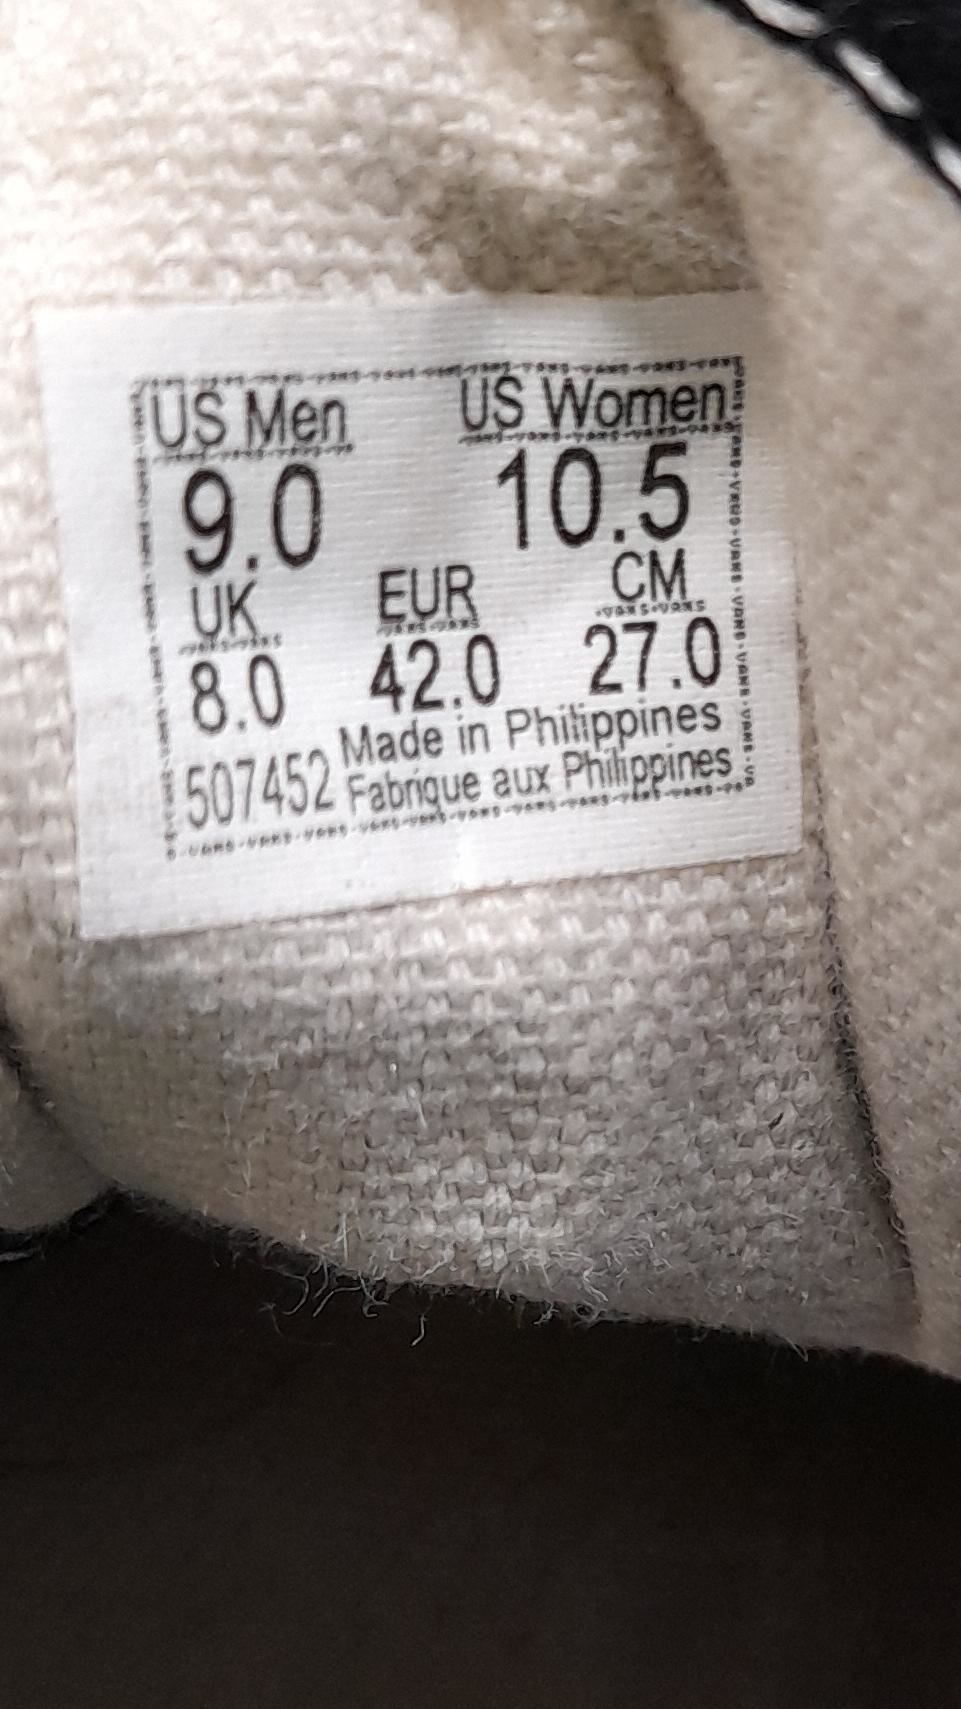 US Men US Women
9.0 10.5
UK EUR CM
8.0 42.0 27.0
Made in Philippines
507452 Fabrique aux Philippines